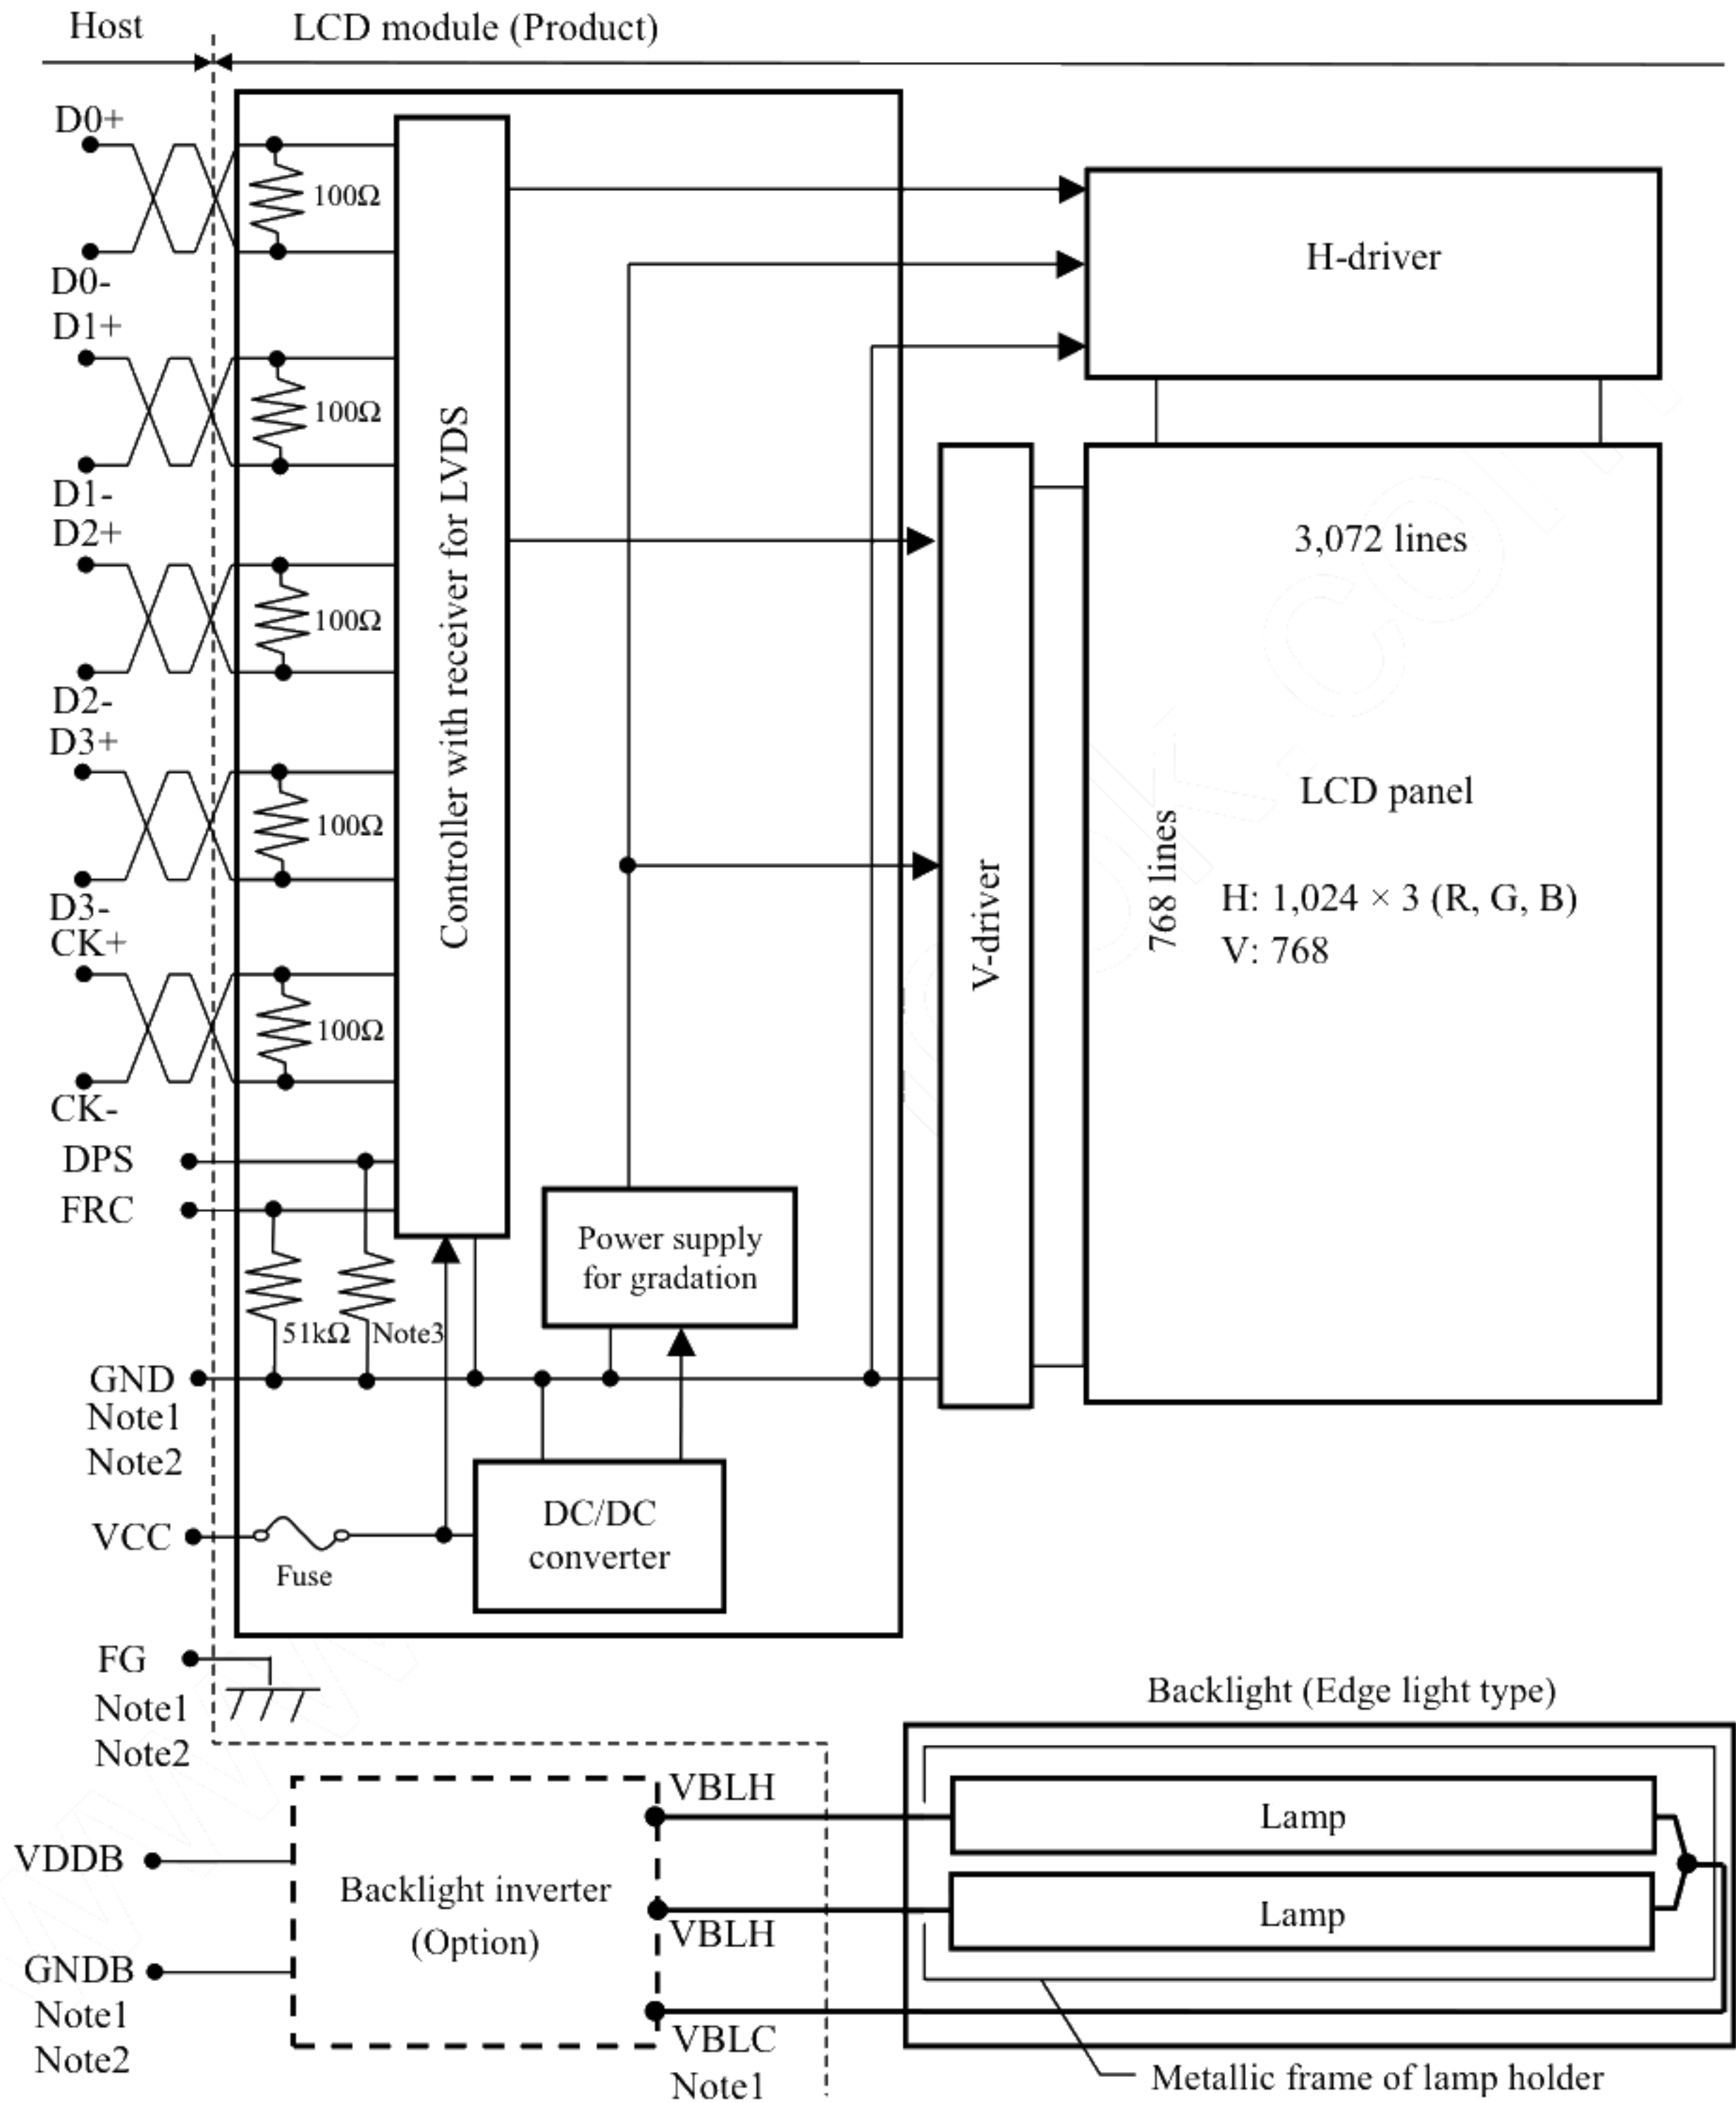 Host
LCD module (Product)
D0+
100Ω
D0-
D1+
100Ω
D1-
D2+
100Ω
D2-
D3+
100Ω
D3-
CK+
100Ω
CK-
DPS
FRC
51kΩ
Note3
GND
Note1
Note2
VCC
Fuse
FG
Note1
Note2
Controller with receiver for LVDS
Power supply
for gradation
DC/DC
converter
H-driver
V-driver
3,072 lines
768 lines
LCD panel
H: 1,024 × 3 (R, G, B)
V: 768
Backlight (Edge light type)
VDDB
GNDB
Note1
Note2
Backlight inverter
(Option)
VBLH
VBLH
VBLC
Note1
Lamp
Lamp
Metallic frame of lamp holder